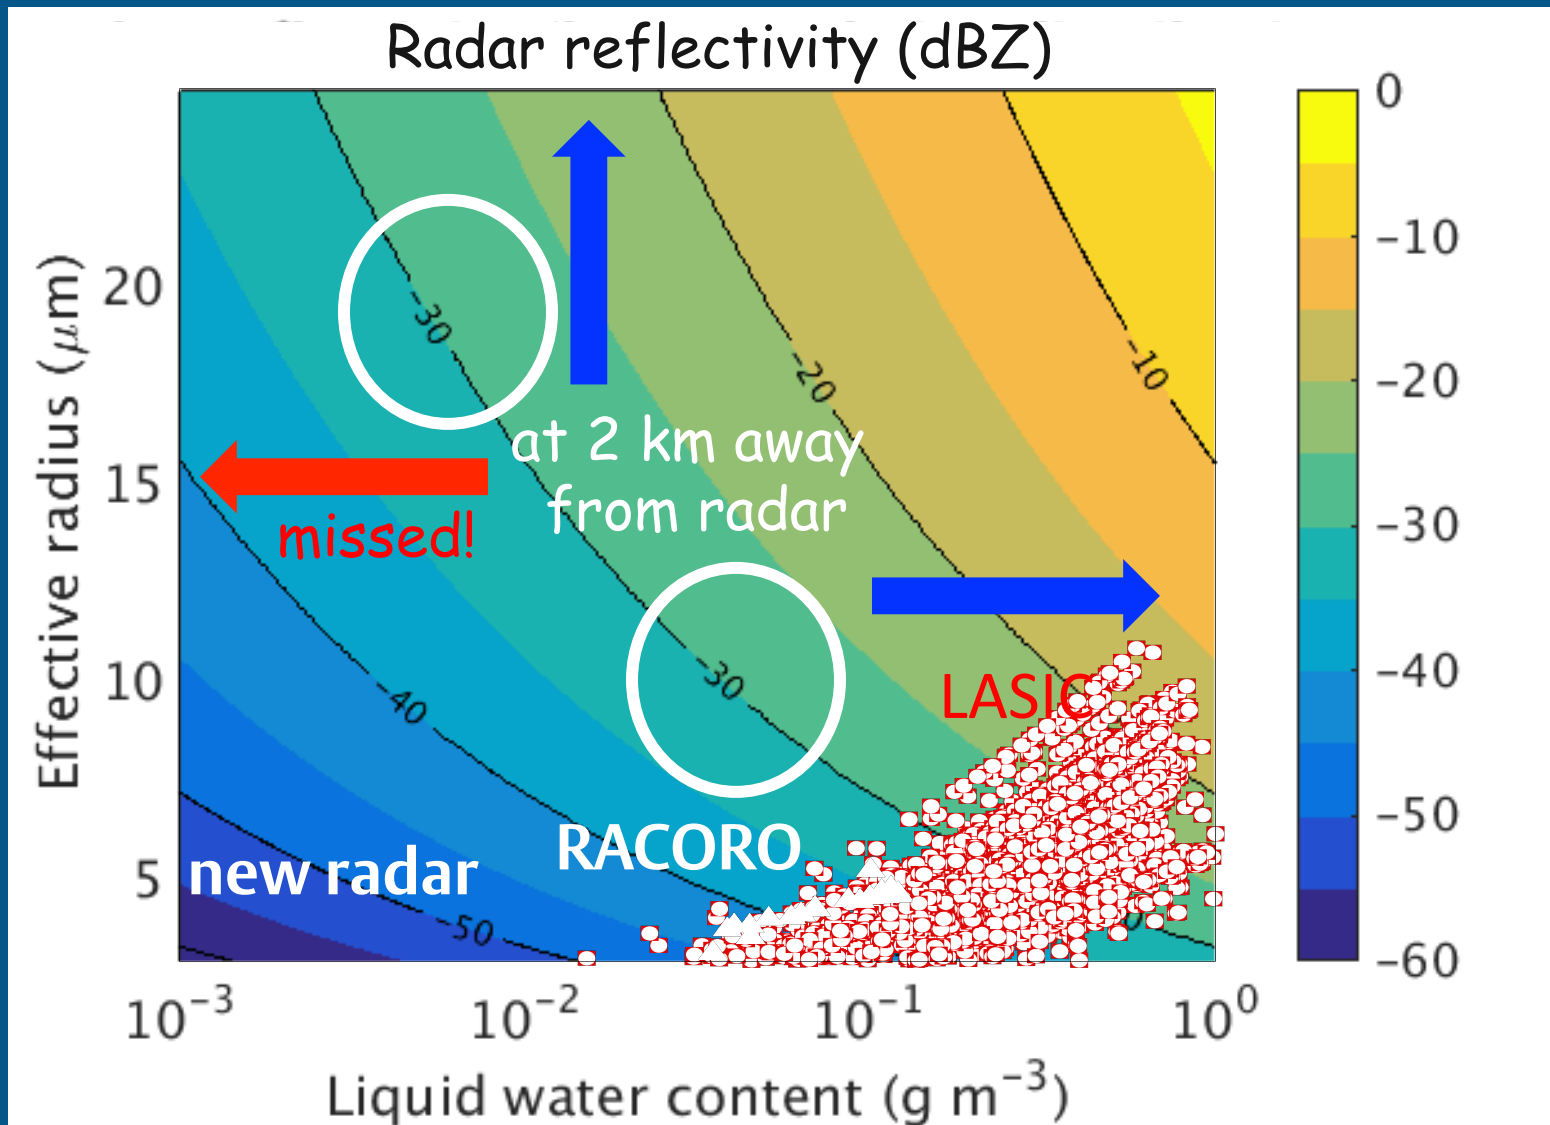 Radar reflectivity (dBZ)
0
-10
-20
-30
-40
-50
-60
Effective radius (μm)
20
15
10
5
-30
-20
-10
at 2 km away
from radar
missed!
-30
-40
LASIC
RACORO
new radar
-50
10⁻³
10⁻²
10⁻¹
10⁰
Liquid water content (g m⁻³)